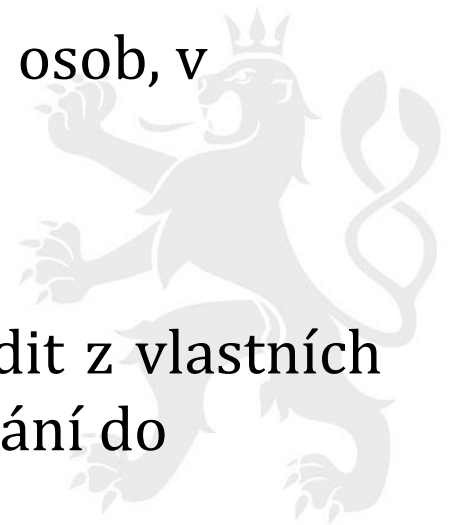 osob, v
dit z vlastních
ání do